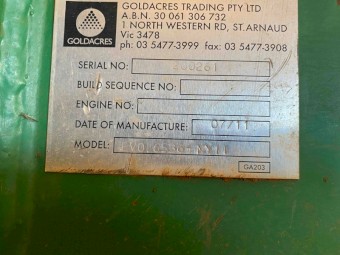 GOLDACRES TRADING PTY LTD
A.B.N. 30 061 306 732
1 NORTH WESTERN RD, ST.ARNAUD
Vic 3478
ph: 03 5477-3999 fax: 03 5477-3908
GOLDACRES
SERIAL NO:
BUILD SEQUENCE NO:
ENGINE NO:
DATE OF MANUFACTURE: 07/11
MODEL:
GA203